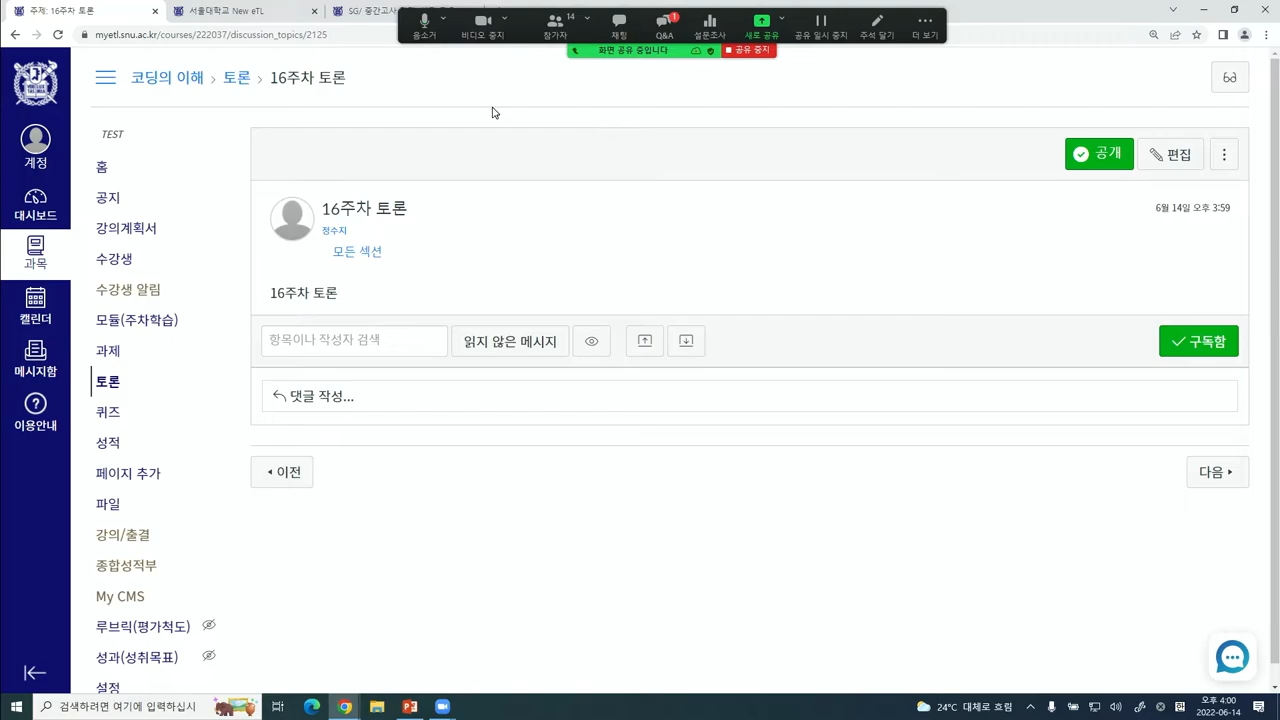 주제: 16주차 토론
서울대학교 New eTL
SG/ 중간고사
myetl.snu.ac.kr/courses/222037/discussion_topics/2125
음소거
비디오 중지
14
참가자
채팅
1
Q&A
설문조사
새로 공유
공유 일시 중지
주석 달기
더 보기
화면 공유 중입니다
공유 중지
코딩의 이해 › 토론 › 16주차 토론
계정
대시보드
과목
캘린더
메시지함
이용안내
TEST
홈
공지
강의계획서
수강생
수강생 알림
모듈(주차학습)
과제
토론
퀴즈
성적
페이지 추가
파일
강의/출결
종합성적부
My CMS
루브릭(평가척도)
성과(성취목표)
설정
공개
편집
16주차 토론
6월 14일 오후 3:59
정수지
모든 섹션
16주차 토론
항목이나 작성자 검색
읽지 않은 메시지
구독함
댓글 작성...
이전
다음
검색하려면 여기에 입력하십시
24°C 대체로 흐림
오후 4:00
2022-06-14